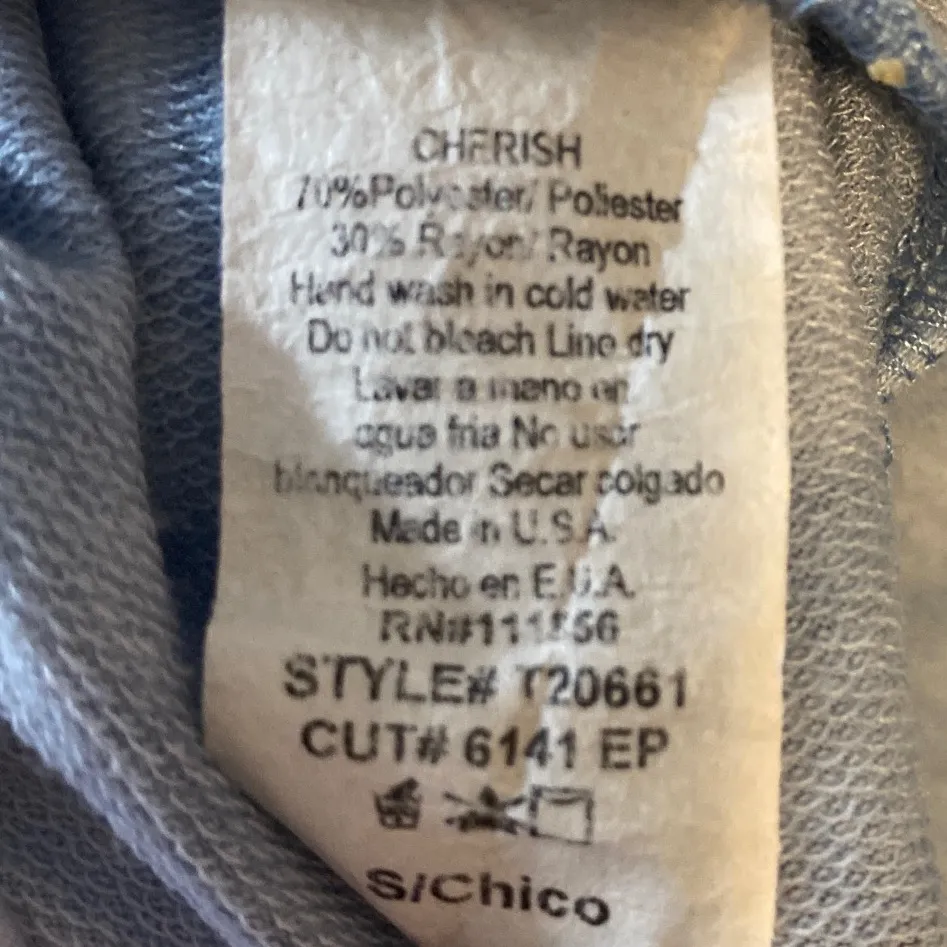 CHERISH
70%Polyester/ Poliester
30% Rayon/ Rayon
Hand wash in cold water
Do not bleach Line dry
Lavar a mano en
agua fria No usar
blanqueador Secar colgado
Made in U.S.A.
Hecho en E.U.A.
STYLE# T20661
CUT# 6141 EP
S/Chico